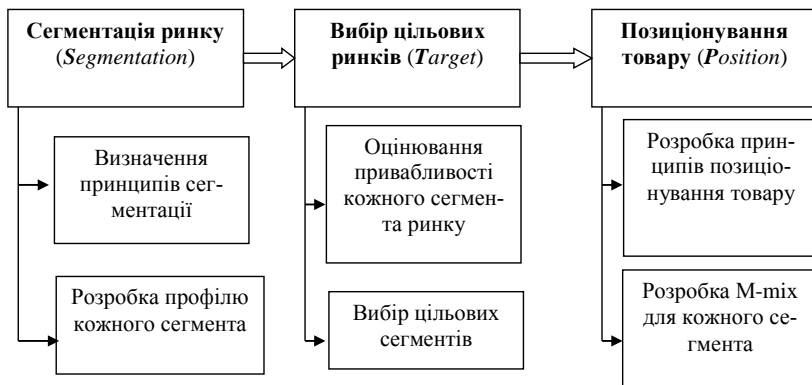 Сегментація ринку
(Segmentation)
Вибір цільових
ринків (Target)
Позиціонування
товару (Position)
Визначення
принципів сег-
ментації
Розробка профілю
кожного сегмента
Оцінювання
привабливості
кожного сегмен-
та ринку
Вибір цільових
сегментів
Розробка прин-
ципів позиціо-
нування товару
Розробка M-mix
для кожного се-
гмента